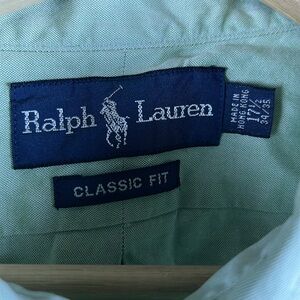 Ralph Lauren
MADE IN
HONG KONG
17½
34/35
CLASSIC FIT